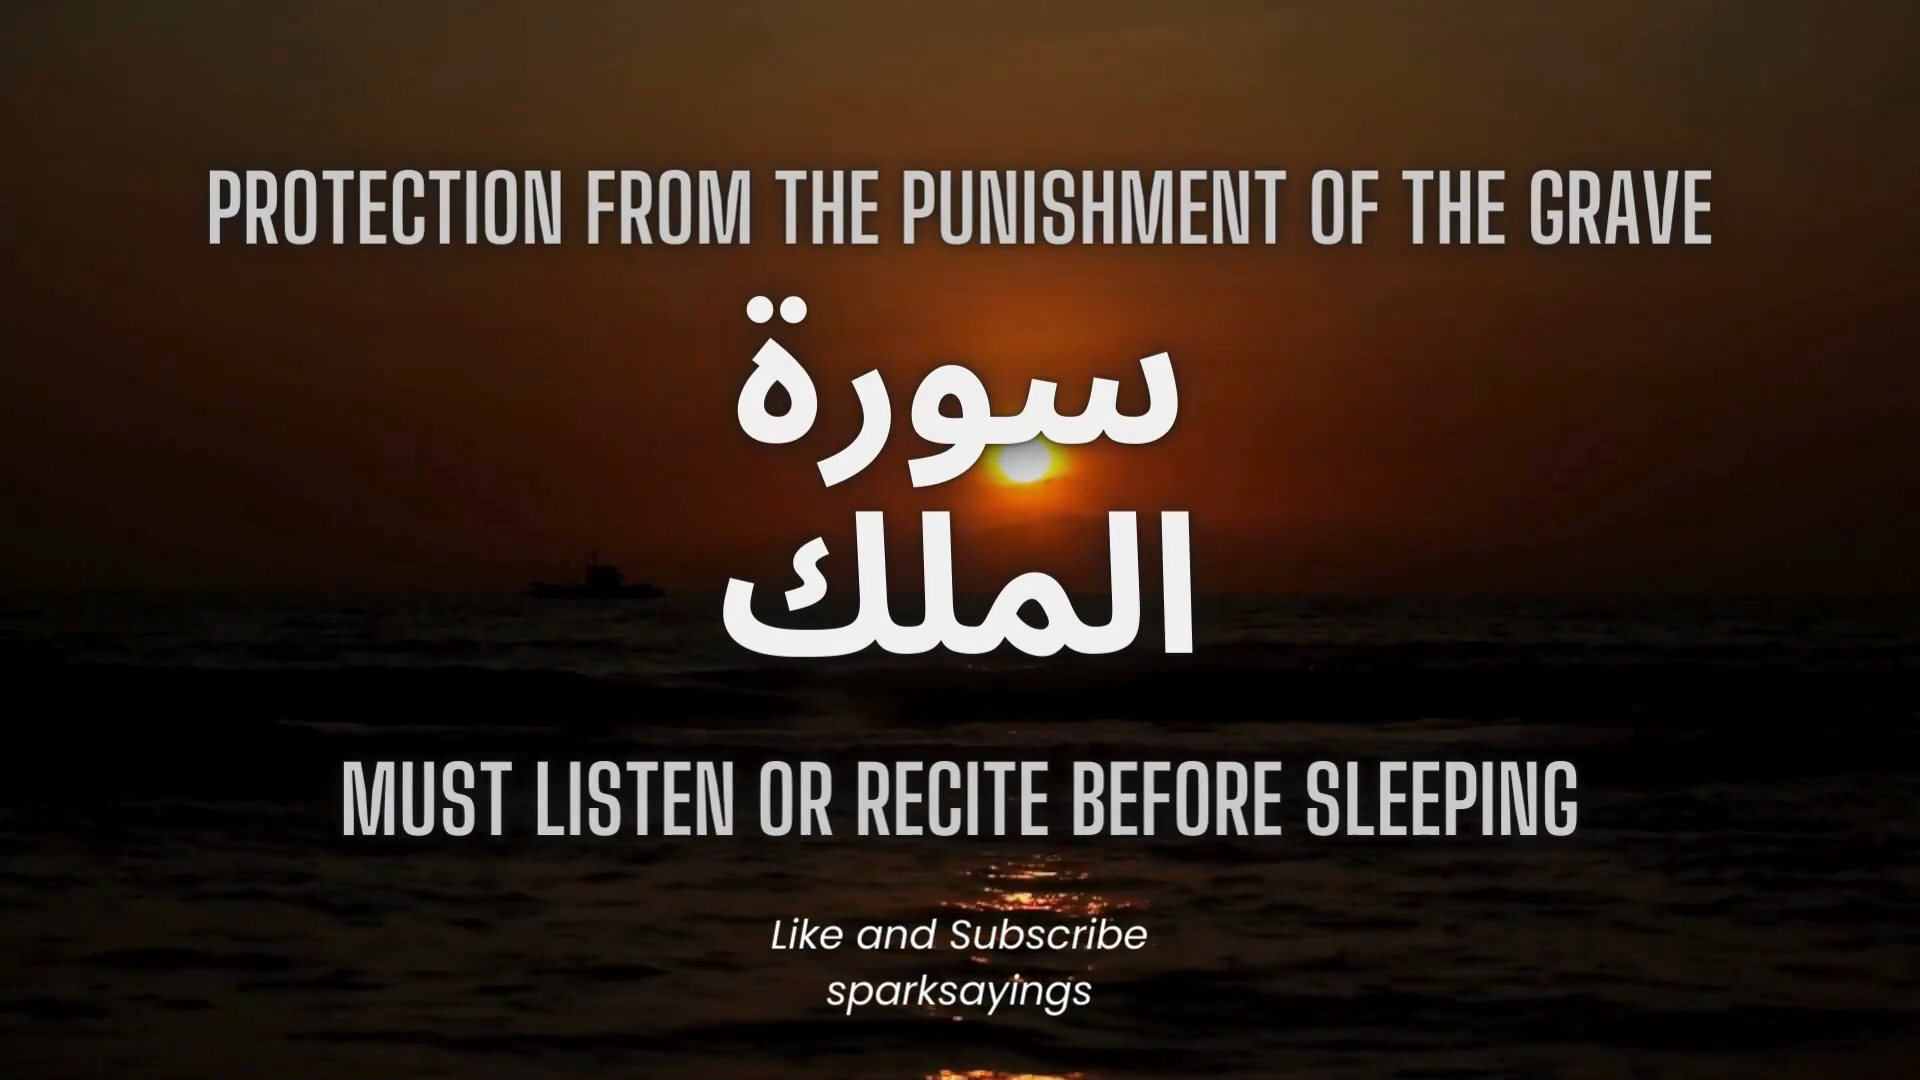 PROTECTION FROM THE PUNISHMENT OF THE GRAVE
سورة
الملك
MUST LISTEN OR RECITE BEFORE SLEEPING
Like and Subscribe
sparksayings